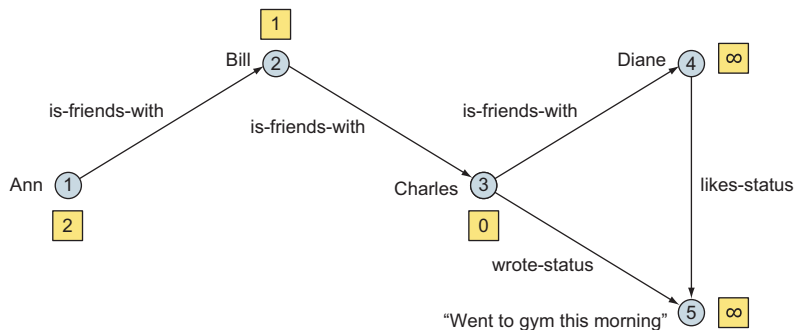 1
Bill
2
Diane
4
∞
is-friends-with
is-friends-with
is-friends-with
Ann
1
Charles
3
likes-status
2
0
wrote-status
“Went to gym this morning”
5
∞